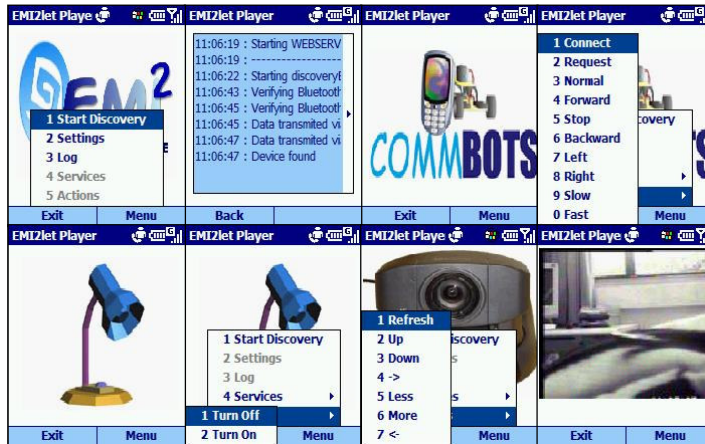 EMI2let Playe
EMI2
1 Start Discovery
2 Settings
3 Log
4 Services
5 Actions
Exit Menu
EMI2let Player
11:06:19 : Starting WEBSERV
11:06:19 : --------------------
11:06:22 : Starting discovery
11:06:43 : Verifying Bluetooth
11:06:45 : Verifying Bluetooth
11:06:45 : Data transmited vi
11:06:47 : Data transmited vi
11:06:47 : Device found
Back
EMI2let Player
COMMBOTS
Exit Menu
EMI2let Player
1 Connect
2 Request
3 Normal
4 Forward
5 Stop
6 Backward
7 Left
8 Right
9 Slow
0 Fast
covery
Menu
EMI2let Player
Exit Menu
EMI2let Player
1 Start Discovery
2 Settings
3 Log
4 Services
1 Turn Off
2 Turn On
Menu
EMI2let Playe
1 Refresh
2 Up
3 Down
4 ->
5 Less
6 More
7 <-
iscovery
Menu
EMI2let Playe
Exit Menu